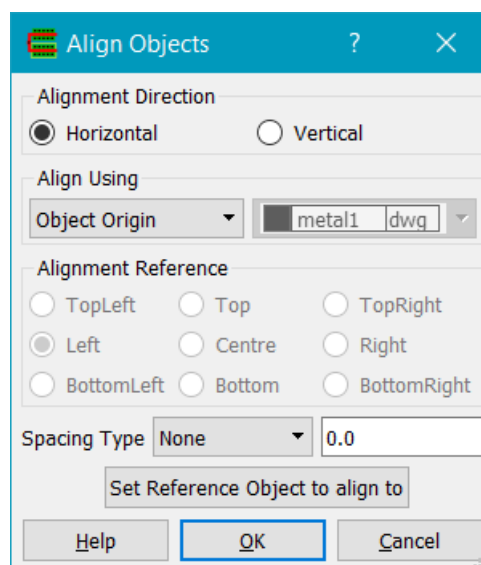 Align Objects ?
Alignment Direction
Horizontal Vertical
Align Using
Object Origin metal1 dwg
Alignment Reference
TopLeft Top TopRight
Left Centre Right
BottomLeft Bottom BottomRight
Spacing Type None 0.0
Set Reference Object to align to
Help OK Cancel